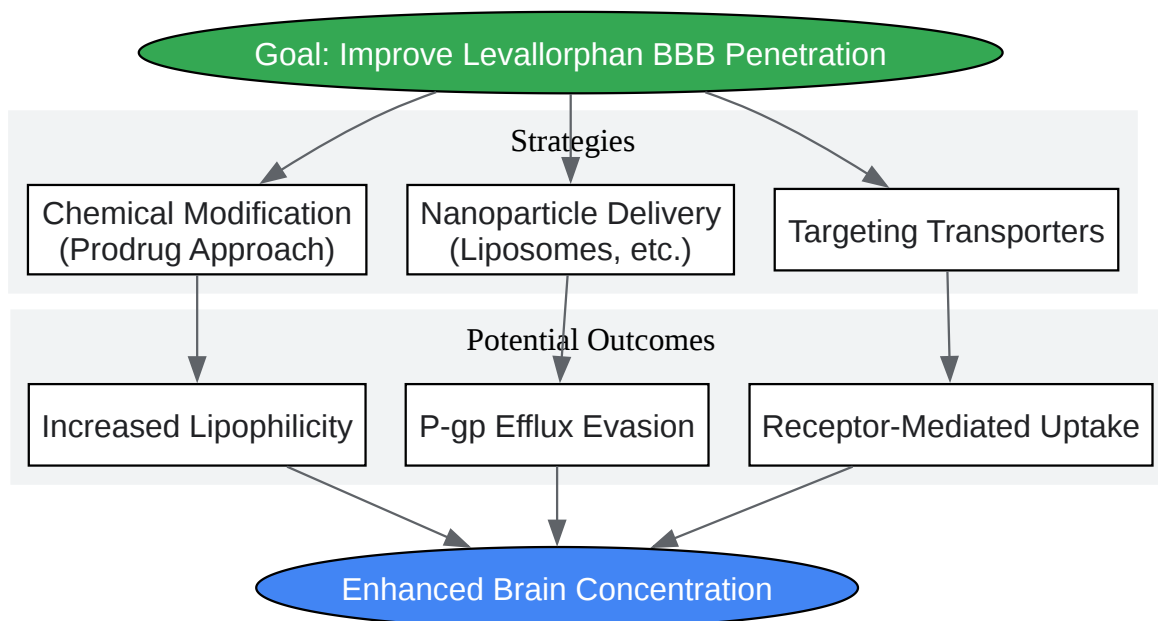 Goal: Improve Levallorphan BBB Penetration
Strategies
Chemical Modification
(Prodrug Approach)
Nanoparticle Delivery
(Liposomes, etc.)
Targeting Transporters
Potential Outcomes
Increased Lipophilicity
P-gp Efflux Evasion
Receptor-Mediated Uptake
Enhanced Brain Concentration